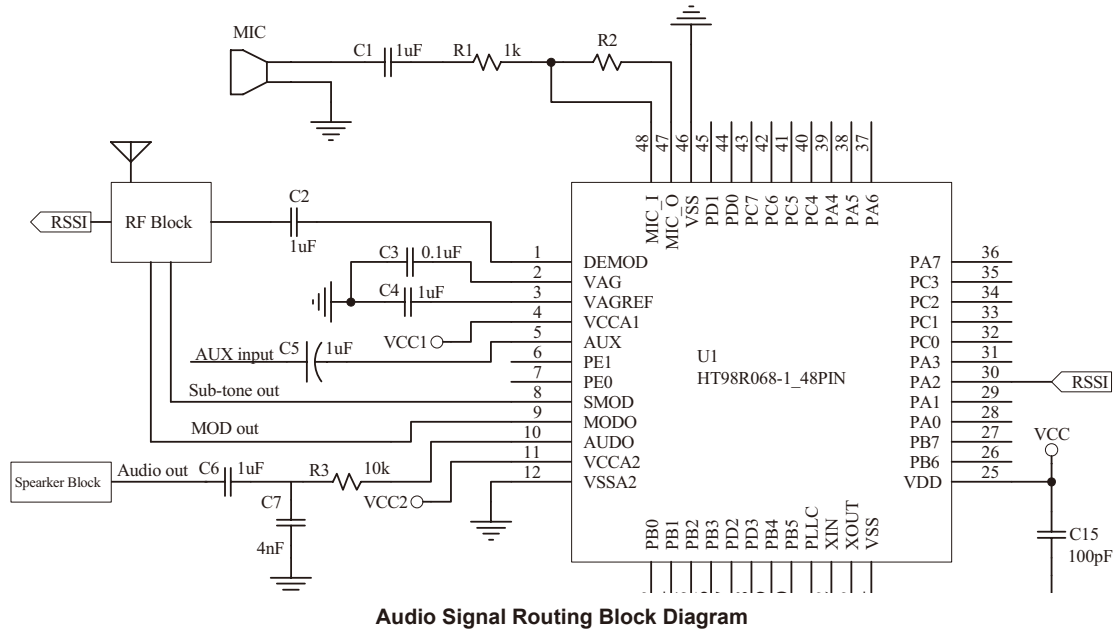 MIC
C1
1uF
R1
1k
R2
48
47
46
45
44
43
42
41
40
39
38
37
MIC_I
MIC_O
VSS
PD1
PD0
PC7
PC6
PC5
PC4
PA4
PA5
PA6
RSSI
RF Block
C2
1uF
C3
0.1uF
C4
1uF
VCC1
AUX input
C5
1uF
Sub-tone out
MOD out
Spearker Block
Audio out
C6
1uF
R3
10k
C7
4nF
VCC2
1 DEMOD
2 VAG
3 VAGREF
4 VCCA1
5 AUX
6 PE1
7 PE0
8 SMOD
9 MODO
10 AUDO
11 VCCA2
12 VSSA2
U1
HT98R068-1_48PIN
PA7 36
PC3 35
PC2 34
PC1 33
PC0 32
PA3 31
PA2 30
PA1 29
PA0 28
PB7 27
PB6 26
VDD 25
RSSI
VCC
C15
100pF
PB0
PB1
PB2
PB3
PD2
PD3
PB4
PB5
PLLC
XIN
XOUT
VSS
Audio Signal Routing Block Diagram